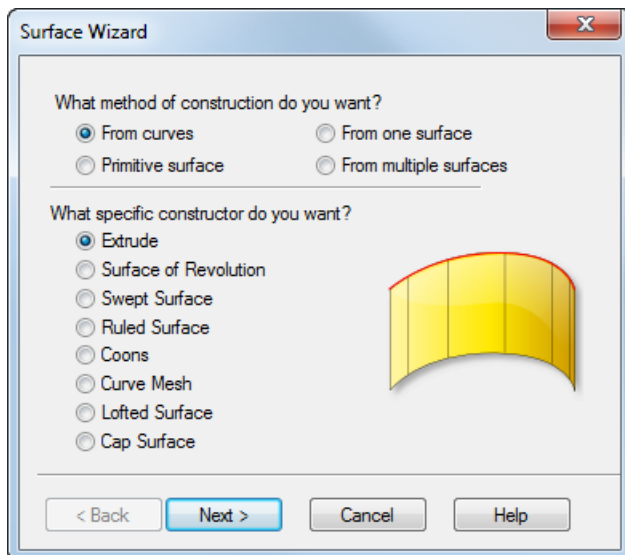 Surface Wizard
What method of construction do you want?
From curves From one surface
Primitive surface From multiple surfaces
What specific constructor do you want?
Extrude
Surface of Revolution
Swept Surface
Ruled Surface
Coons
Curve Mesh
Lofted Surface
Cap Surface
< Back Next > Cancel Help